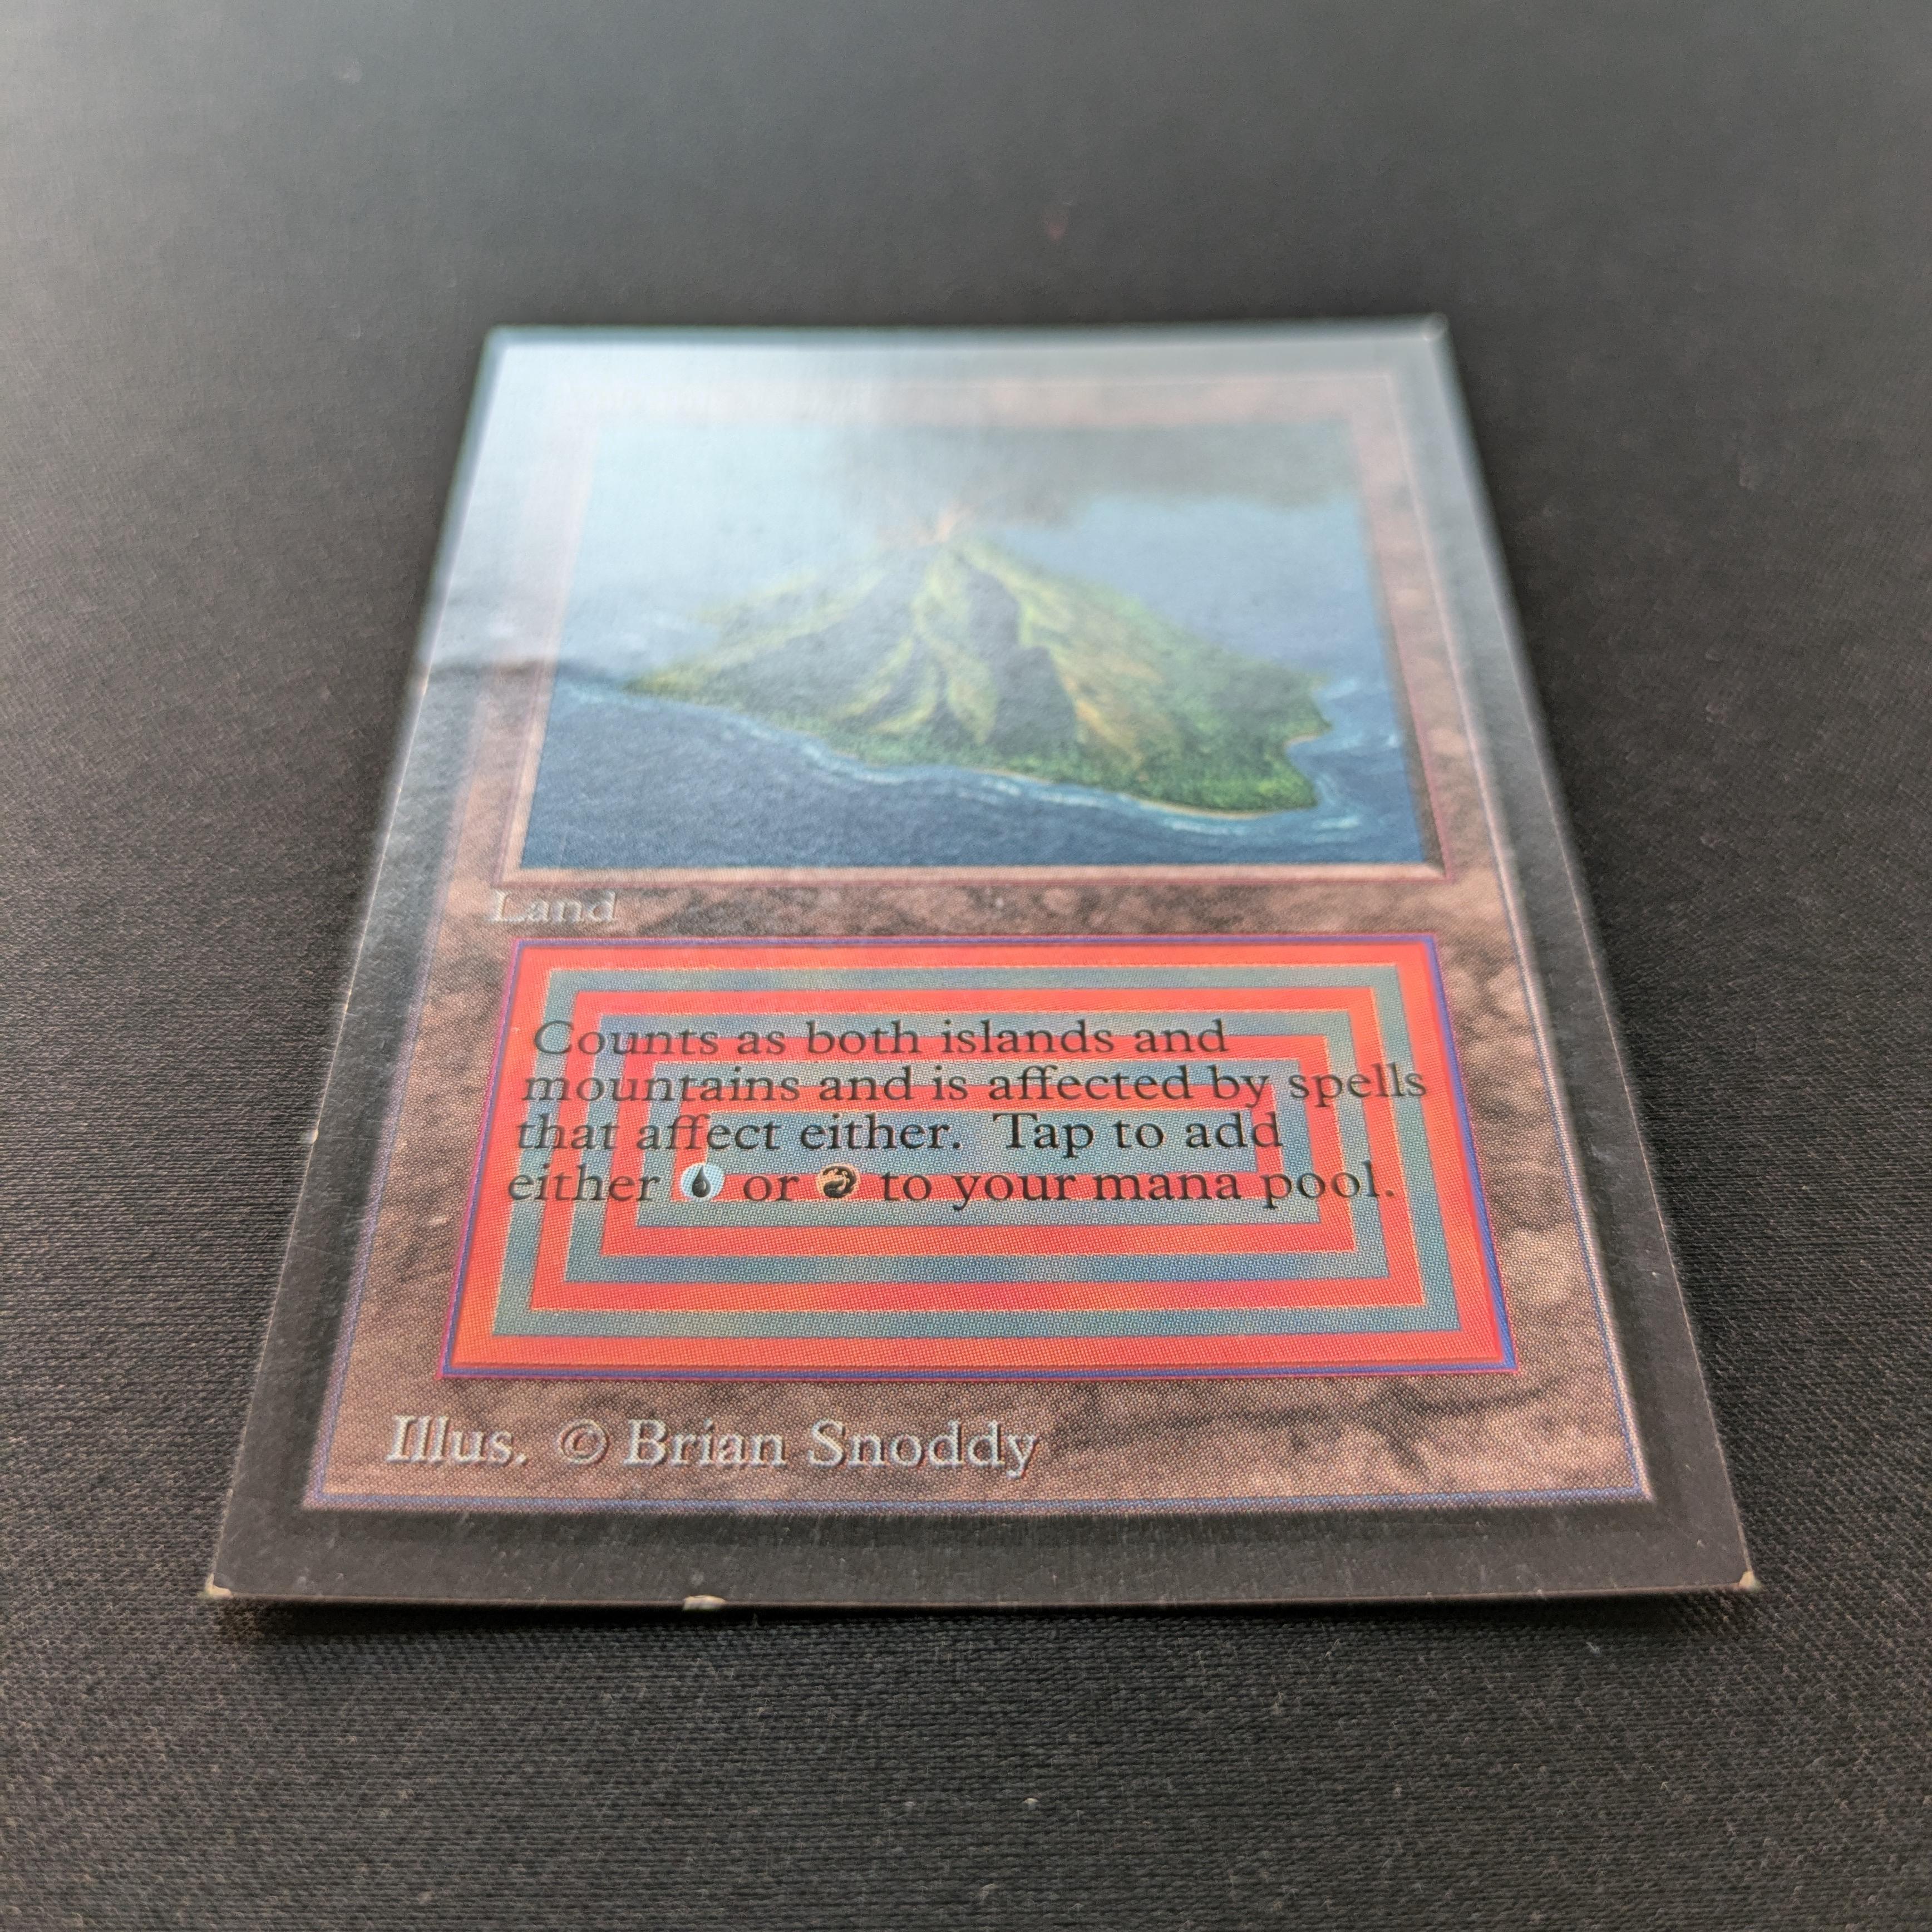 Land
Counts as both islands and
mountains and is affected by spells
that affect either. Tap to add
either or to your mana pool.
Illus. © Brian Snoddy